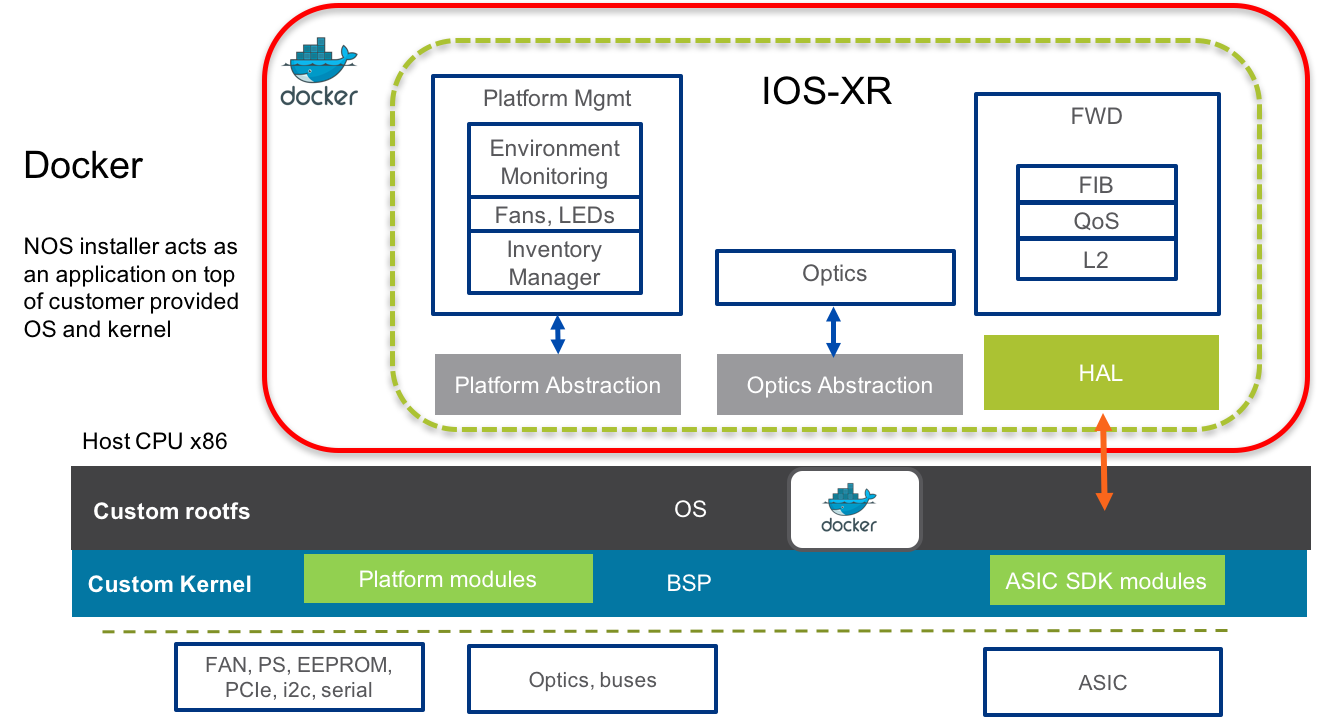 docker
IOS-XR
Platform Mgmt
Environment
Monitoring
Fans, LEDs
Inventory
Manager
Optics
FWD
FIB
QoS
L2
Docker
NOS installer acts as
an application on top
of customer provided
OS and kernel
Platform Abstraction
Optics Abstraction
HAL
Host CPU x86
Custom rootfs
OS
docker
Custom Kernel
Platform modules
BSP
ASIC SDK modules
FAN, PS, EEPROM,
PCIe, i2c, serial
Optics, buses
ASIC